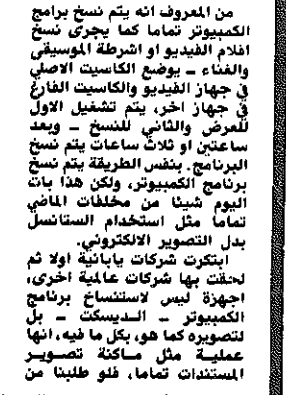 من المعروف انه يتم نسخ برامج
الكمبيوتر تماما كما يجرى نسخ
افلام الفيديو او اشرطة الموسيقى
والغناء – يوضع الكاسيت الاصلي
في جهاز الفيديو والكاسيت الفارغ
في جهاز اخر، يتم تشغيل الاول
للعرض والثاني للنسخ – وبعد
ساعتين او ثلاث ساعات يتم نسخ
البرنامج. بنفس الطريقة يتم نسخ
برنامج الكمبيوتر، ولكن هذا بات
اليوم شيئا من مخلفات الماضي
تماما مثل استخدام الستانسل
بدل التصوير الالكتروني.
ابتكرت شركات يابانية اولا ثم
لحقت بها شركات عالمية اخرى،
اجهزة ليس لاستنساخ برنامج
الكمبيوتر – الديسكت – بل
لتصويره كما هو، بكل ما فيه، انها
عملية مثل ماكنة تصوير
المستندات تماما، فلو طلبنا من